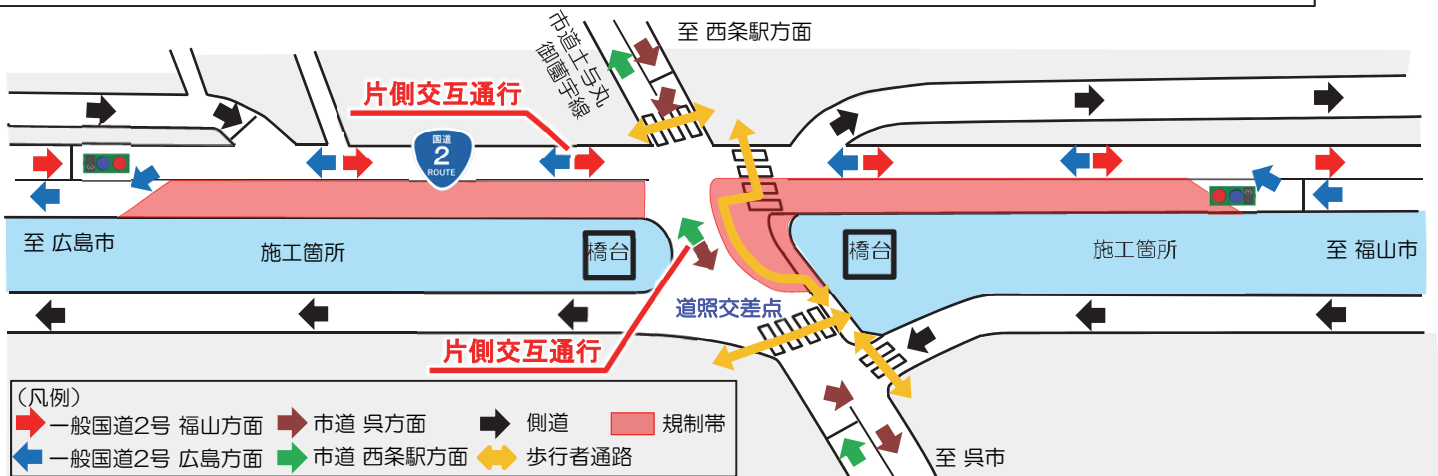 至 西条駅方面
市道土与丸
御薗宇線
片側交互通行
国道
2
ROUTE
至 広島市
施工箇所
橋台
橋台
施工箇所
至 福山市
道照交差点
片側交互通行
(凡例)
一般国道2号 福山方面
市道 呉方面
側道
規制帯
一般国道2号 広島方面
市道 西条駅方面
歩行者通路
至 呉市